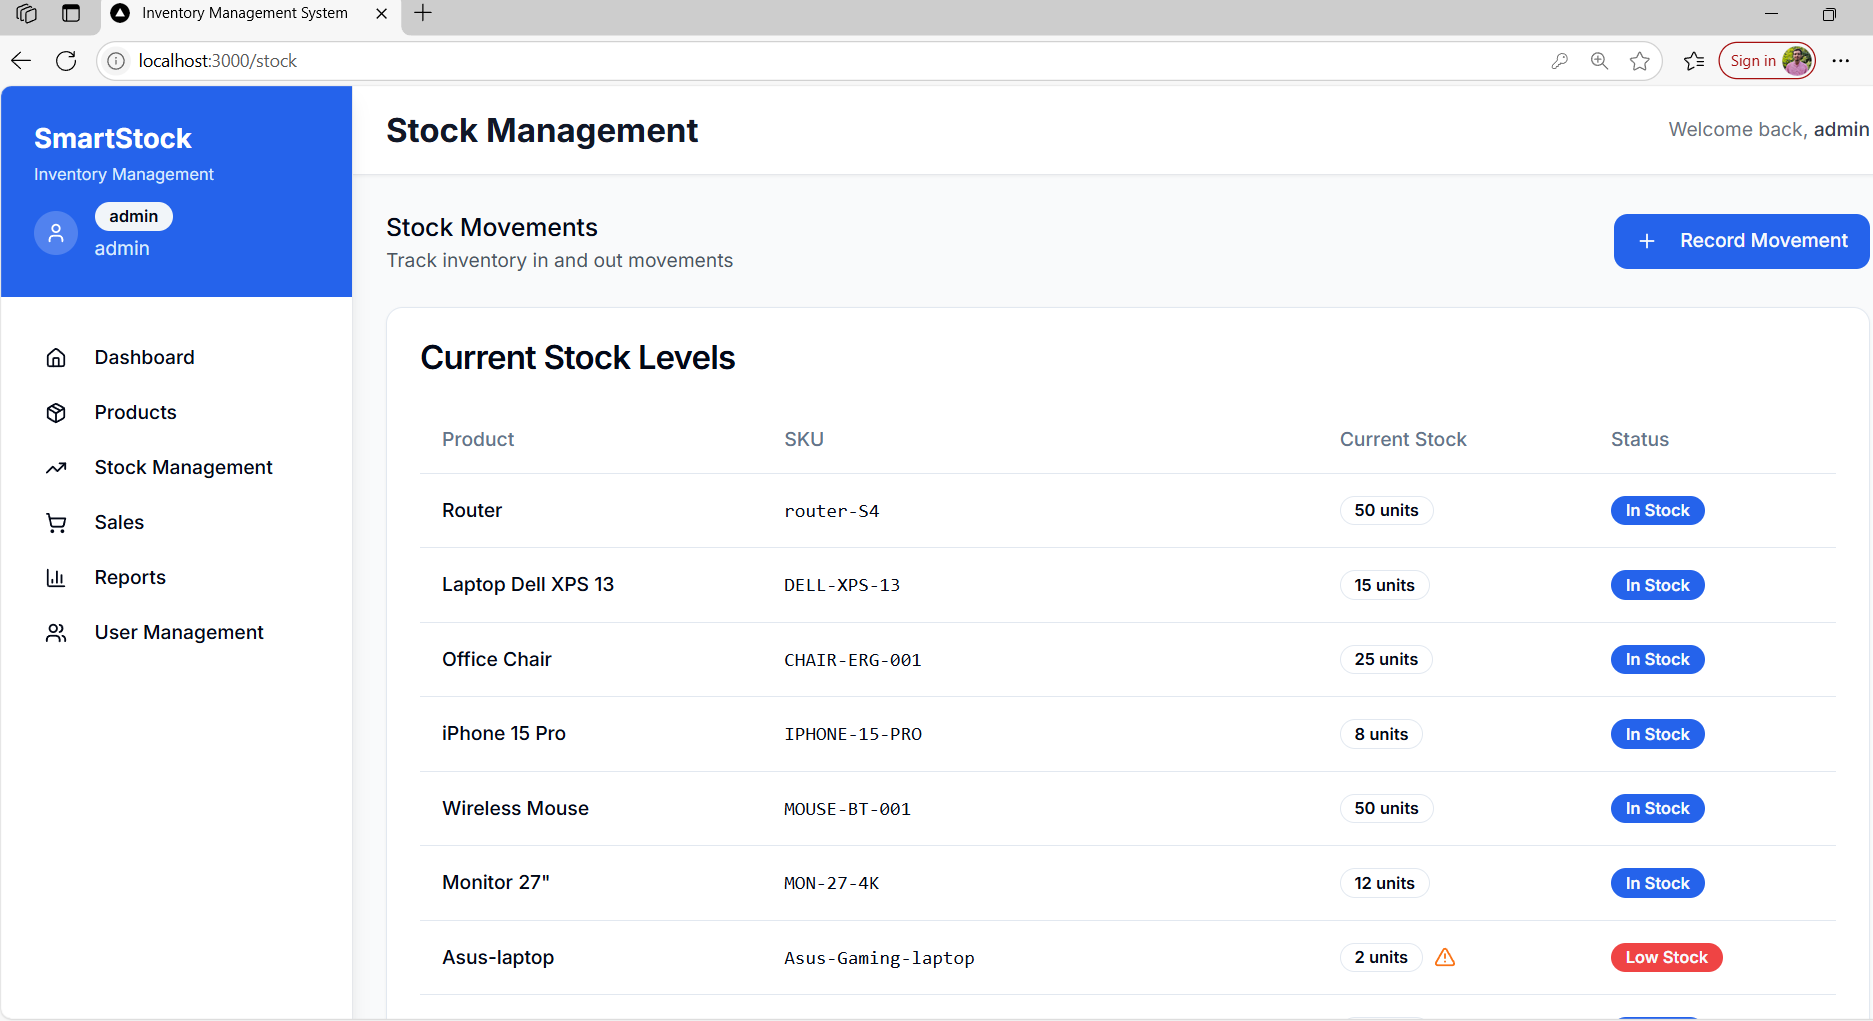 Inventory Management System
localhost:3000/stock
Sign in
SmartStock
Inventory Management
admin
admin
Stock Management
Welcome back, admin
Dashboard
Products
Stock Management
Sales
Reports
User Management
Stock Movements
Track inventory in and out movements
+ Record Movement
Current Stock Levels
Product SKU Current Stock Status
Router router-S4 50 units In Stock
Laptop Dell XPS 13 DELL-XPS-13 15 units In Stock
Office Chair CHAIR-ERG-001 25 units In Stock
iPhone 15 Pro IPHONE-15-PRO 8 units In Stock
Wireless Mouse MOUSE-BT-001 50 units In Stock
Monitor 27" MON-27-4K 12 units In Stock
Asus-laptop Asus-Gaming-laptop 2 units Low Stock